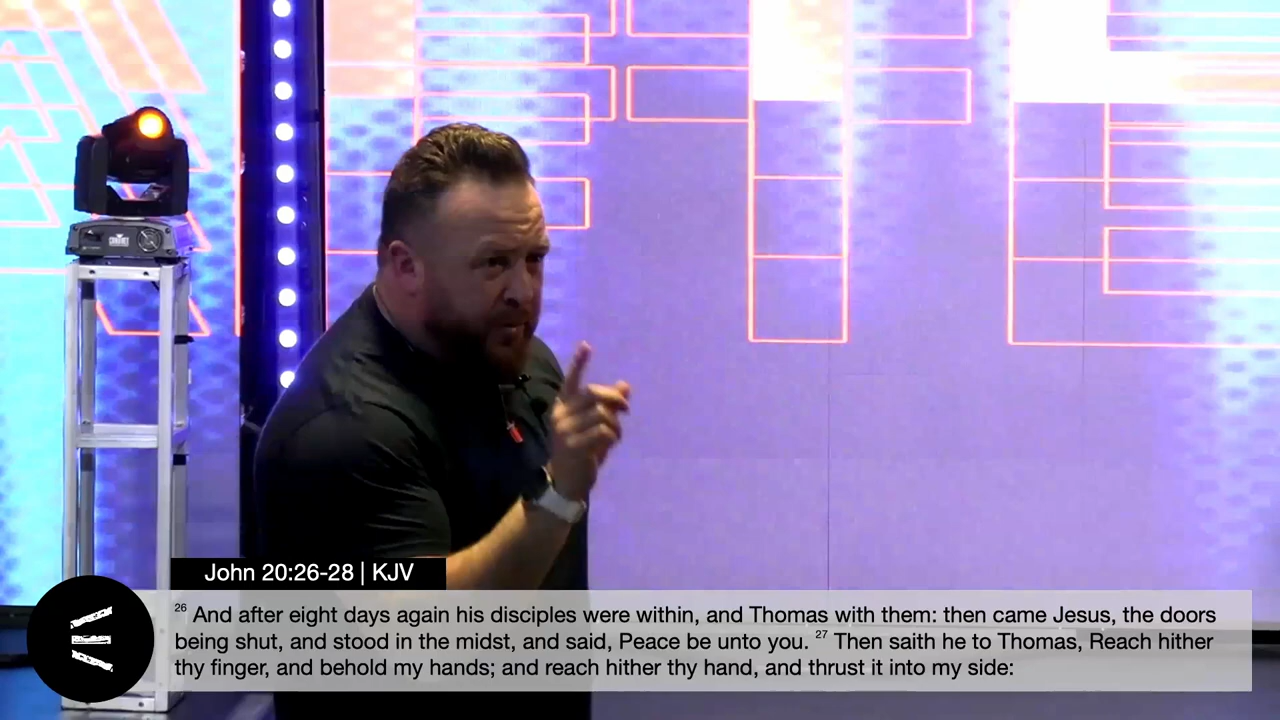 CHAUVET
John 20:26-28 | KJV
26 And after eight days again his disciples were within, and Thomas with them: then came Jesus, the doors
being shut, and stood in the midst, and said, Peace be unto you. 27 Then saith he to Thomas, Reach hither
thy finger, and behold my hands; and reach hither thy hand, and thrust it into my side: